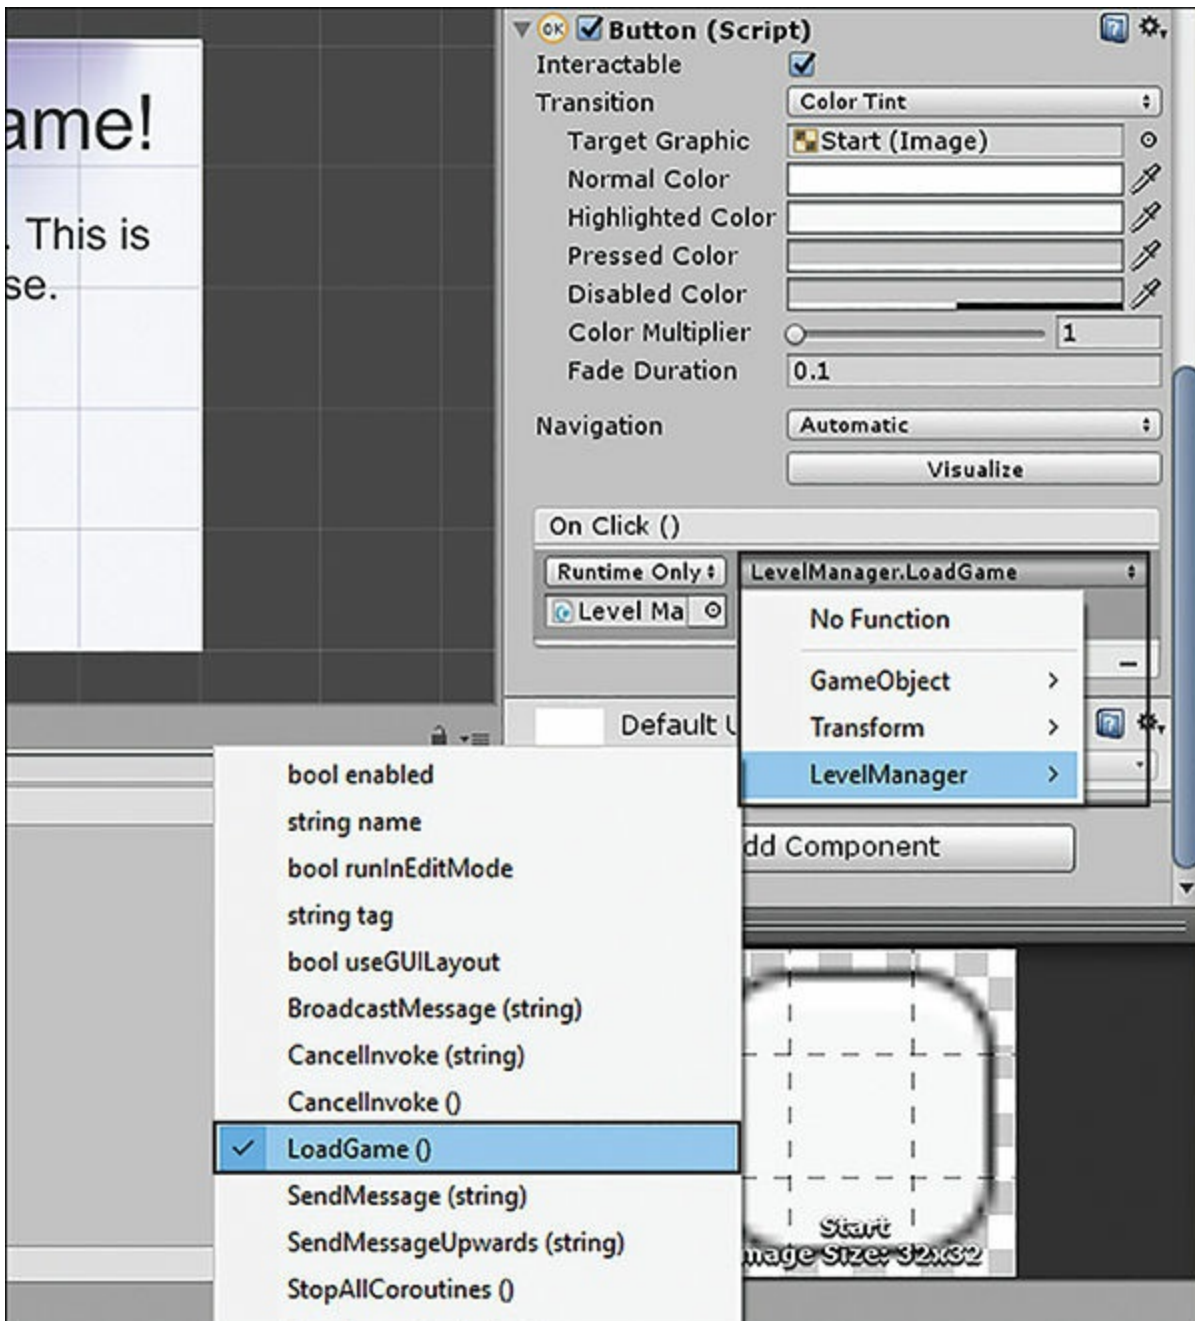 ame!
. This is
se.
OK Button (Script)
Interactable
Transition Color Tint
Target Graphic Start (Image)
Normal Color
Highlighted Color
Pressed Color
Disabled Color
Color Multiplier 1
Fade Duration 0.1
Navigation Automatic
Visualize
On Click ()
Runtime Only LevelManager.LoadGame
Level Ma
No Function
GameObject
Transform
LevelManager
Default U
dd Component
bool enabled
string name
bool runInEditMode
string tag
bool useGUILayout
BroadcastMessage (string)
CancelInvoke (string)
CancelInvoke ()
LoadGame ()
SendMessage (string)
SendMessageUpwards (string)
StopAllCoroutines ()
Start
mage Size: 32x32